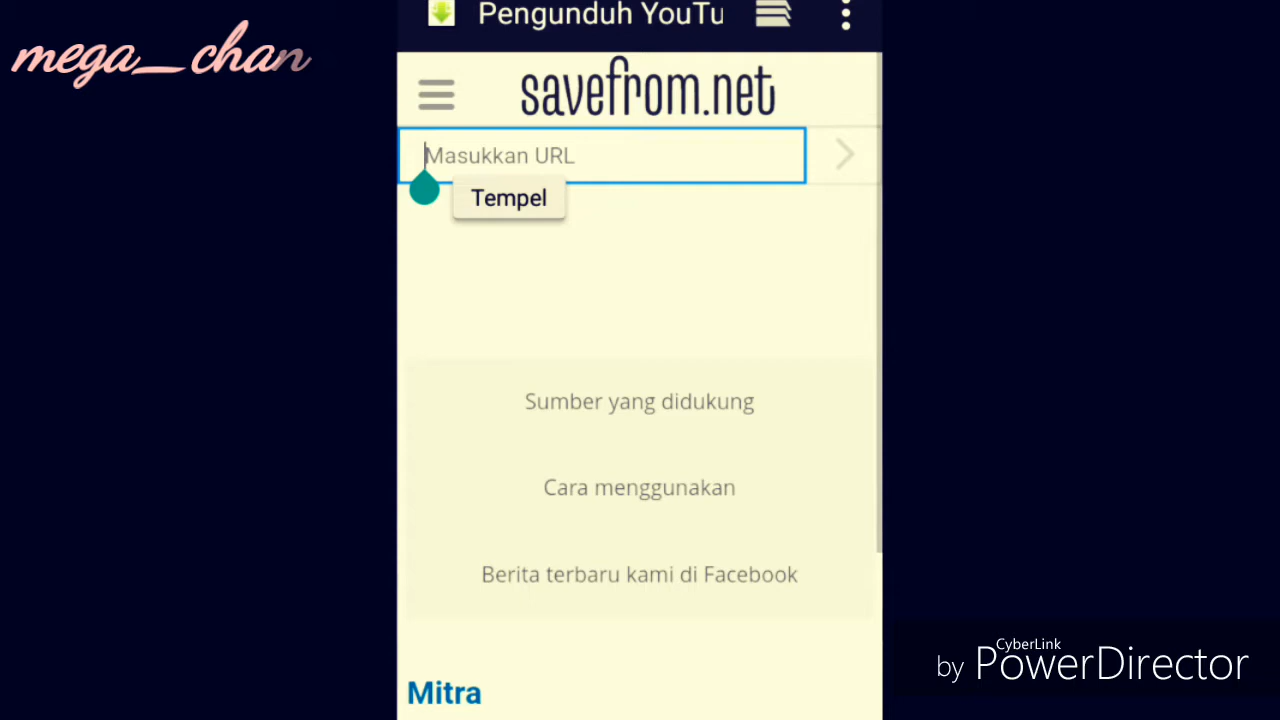 mega_chan
Pengunduh YouTu
savefrom.net
Masukkan URL
Tempel
Sumber yang didukung
Cara menggunakan
Berita terbaru kami di Facebook
Mitra
CyberLink
by PowerDirector